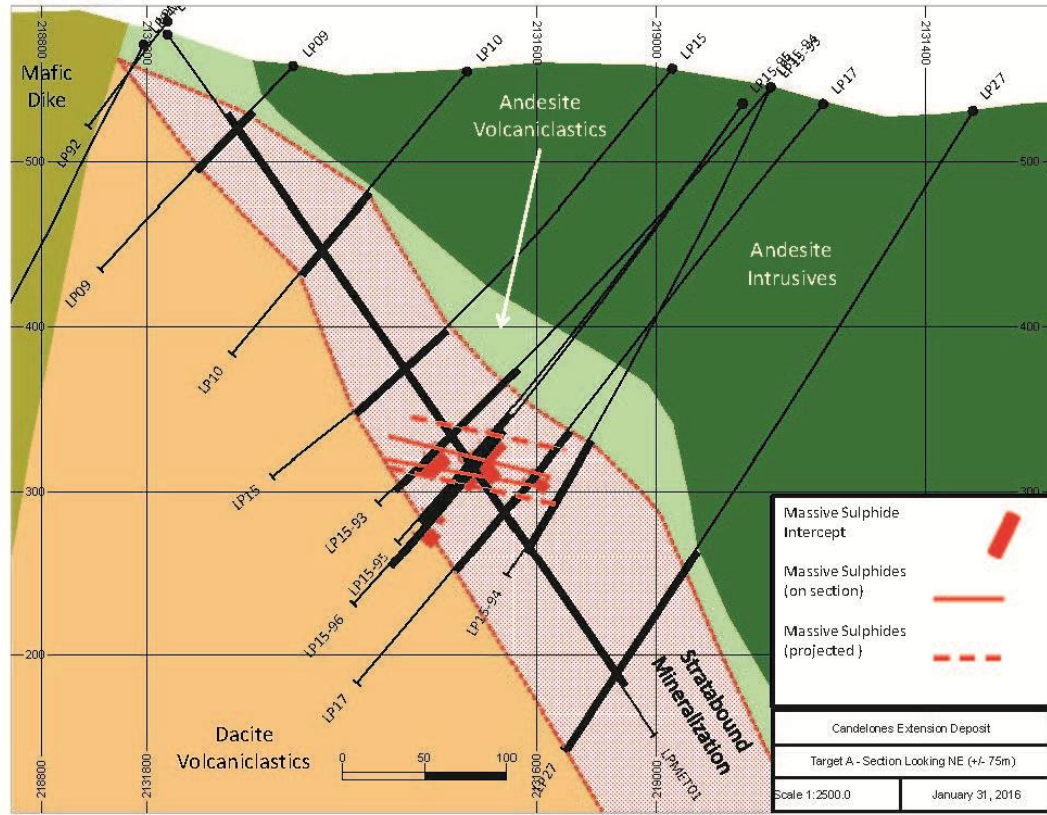 218800
2131800
LP09
LP10
2131600
219000
LP15
LP15-95
LP15-94
LP17
2131400
LP27
Mafic
Dike
Andesite
Volcaniclastics
Andesite
Intrusives
LP92
500
500
LP09
400
400
LP10
LP15
300
300
LP15-93
LP15-95
LP15-96
LP15-94
LP17
200
Stratabound
Mineralization
Dacite
Volcaniclastics
0 50 100
218800
2131800
LP27
2131600
LPMET01
219000
Massive Sulphide
Intercept
Massive Sulphides
(on section)
Massive Sulphides
(projected )
Candelones Extension Deposit
Target A - Section Looking NE (+/- 75m)
Scale 1:2500.0
January 31, 2016